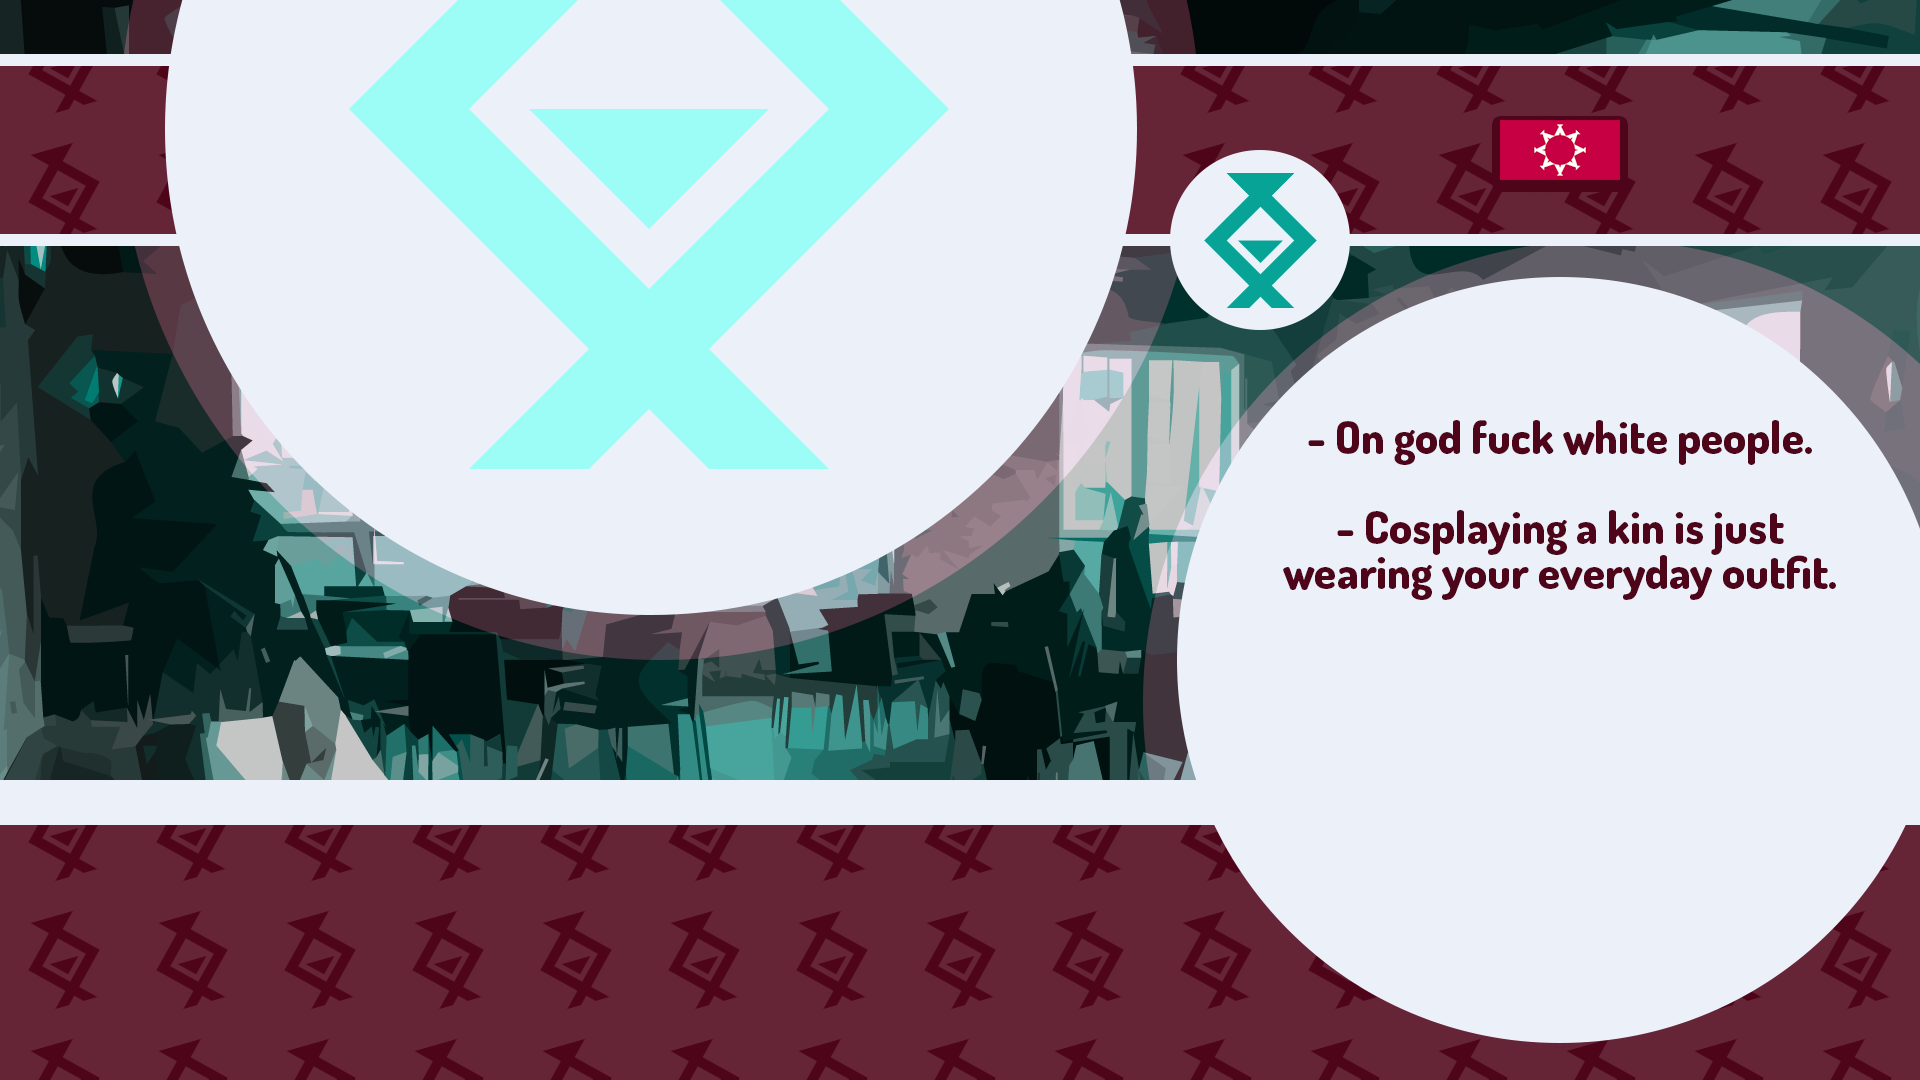 - On god fuck white people.
- Cosplaying a kin is just
wearing your everyday outfit.